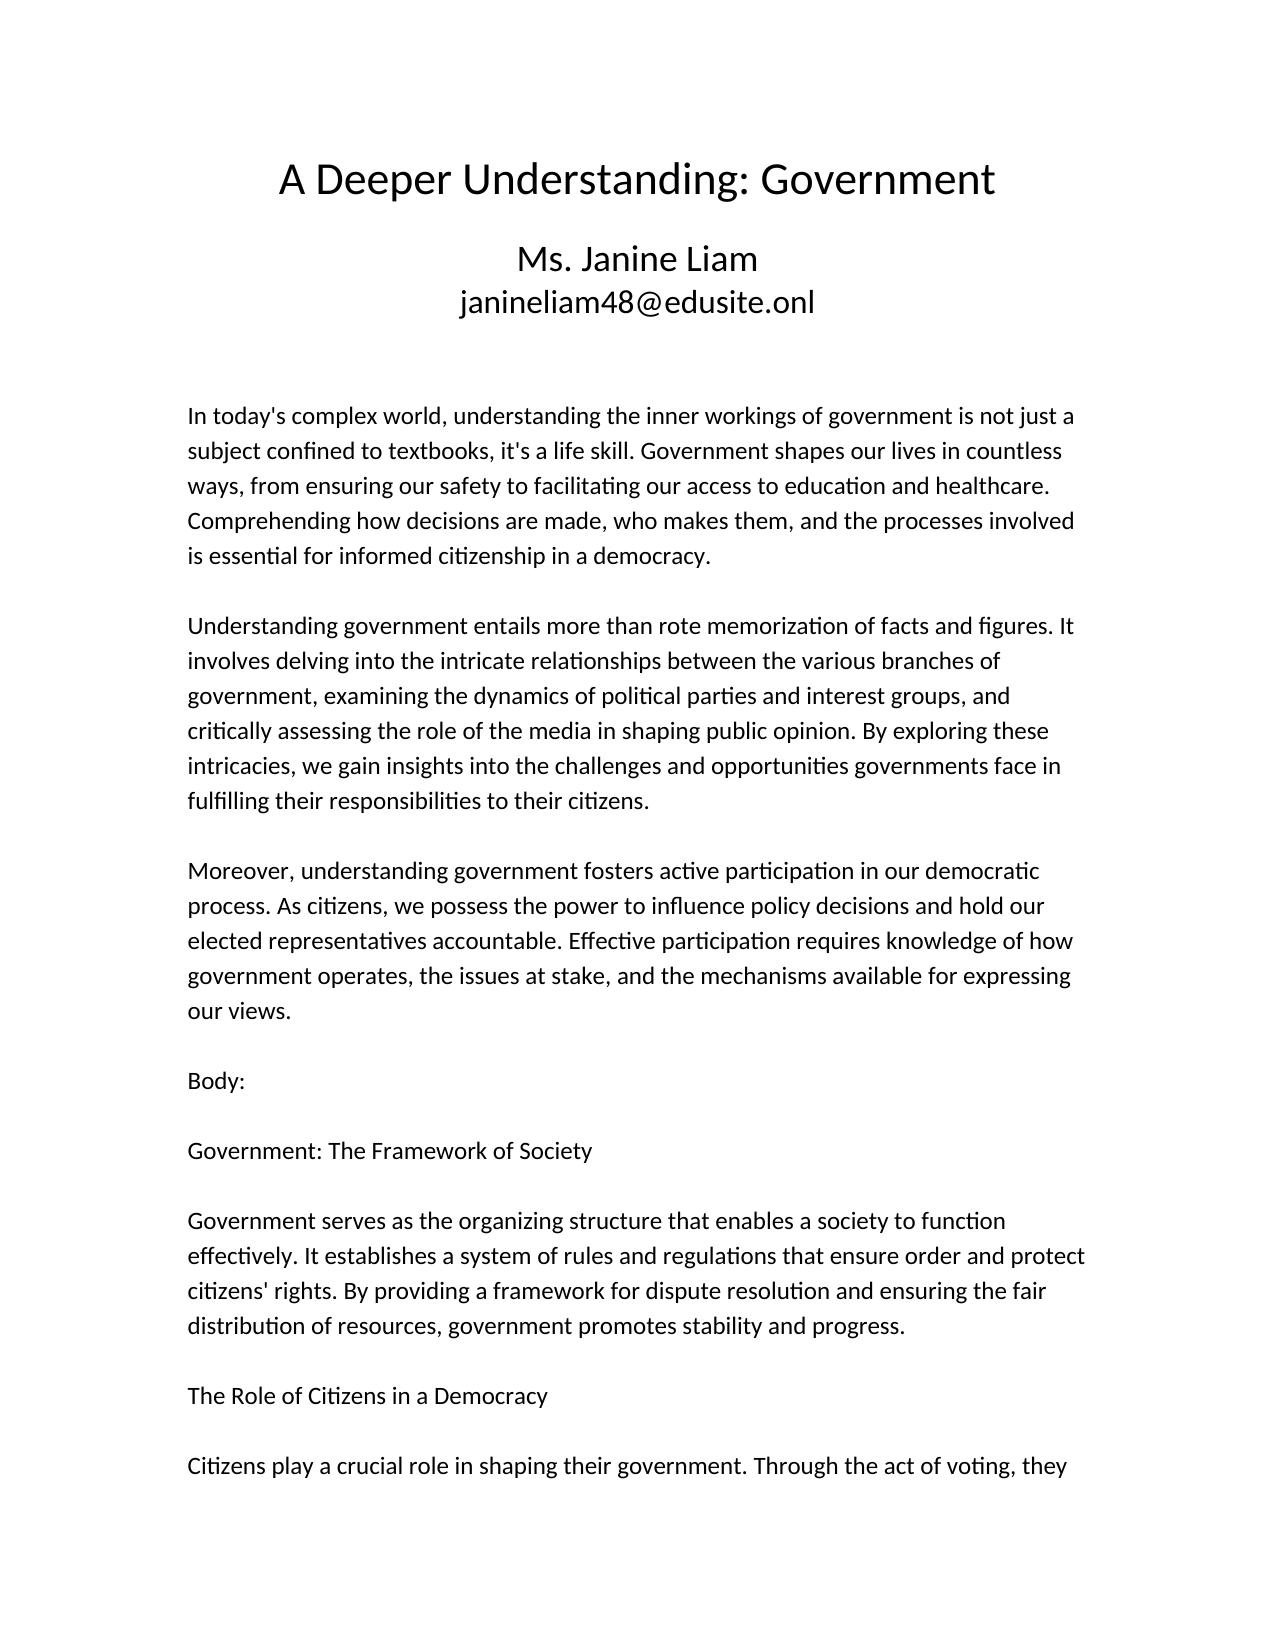 A Deeper Understanding: Government
Ms. Janine Liam
janineliam48@edusite.onl
In today's complex world, understanding the inner workings of government is not just a
subject confined to textbooks, it's a life skill. Government shapes our lives in countless
ways, from ensuring our safety to facilitating our access to education and healthcare.
Comprehending how decisions are made, who makes them, and the processes involved
is essential for informed citizenship in a democracy.
Understanding government entails more than rote memorization of facts and figures. It
involves delving into the intricate relationships between the various branches of
government, examining the dynamics of political parties and interest groups, and
critically assessing the role of the media in shaping public opinion. By exploring these
intricacies, we gain insights into the challenges and opportunities governments face in
fulfilling their responsibilities to their citizens.
Moreover, understanding government fosters active participation in our democratic
process. As citizens, we possess the power to influence policy decisions and hold our
elected representatives accountable. Effective participation requires knowledge of how
government operates, the issues at stake, and the mechanisms available for expressing
our views.
Body:
Government: The Framework of Society
Government serves as the organizing structure that enables a society to function
effectively. It establishes a system of rules and regulations that ensure order and protect
citizens' rights. By providing a framework for dispute resolution and ensuring the fair
distribution of resources, government promotes stability and progress.
The Role of Citizens in a Democracy
Citizens play a crucial role in shaping their government. Through the act of voting, they